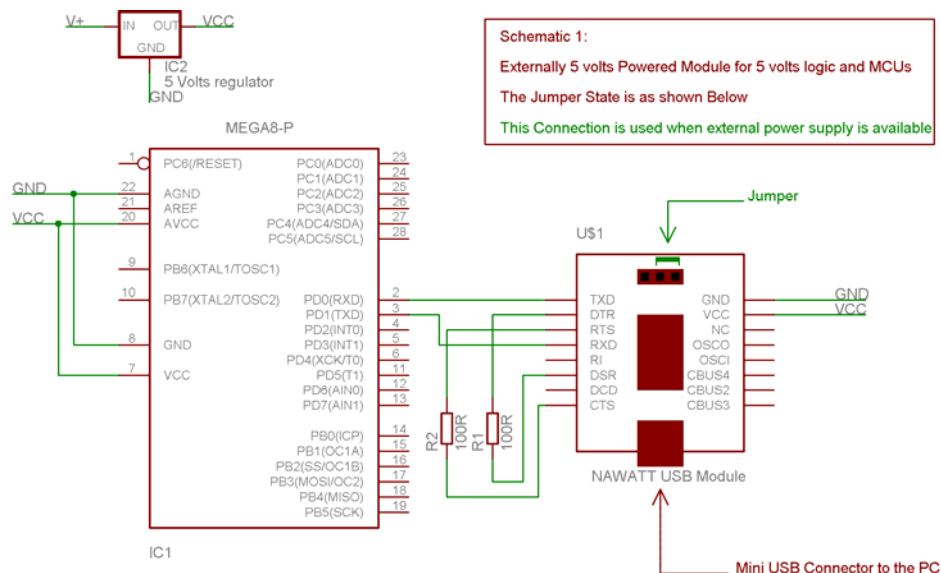 V+
IN
OUT
VCC
GND
IC2
5 Volts regulator
GND
Schematic 1:
Externally 5 volts Powered Module for 5 volts logic and MCUs
The Jumper State is as shown Below
This Connection is used when external power supply is available
MEGA8-P
1
PC6(/RESET)
GND
22
AGND
21
AREF
VCC
20
AVCC
9
PB6(XTAL1/TOSC1)
10
PB7(XTAL2/TOSC2)
8
GND
7
VCC
PC0(ADC0)
23
PC1(ADC1)
24
PC2(ADC2)
25
PC3(ADC3)
26
PC4(ADC4/SDA)
27
PC5(ADC5/SCL)
28
PD0(RXD)
2
PD1(TXD)
3
PD2(INT0)
4
PD3(INT1)
5
PD4(XCK/T0)
6
PD5(T1)
11
PD6(AIN0)
12
PD7(AIN1)
13
PB0(ICP)
14
PB1(OC1A)
15
PB2(SS/OC1B)
16
PB3(MOSI/OC2)
17
PB4(MISO)
18
PB5(SCK)
19
IC1
R2
100R
R1
100R
Jumper
U$1
TXD
DTR
RTS
RXD
RI
DSR
DCD
CTS
GND
VCC
NC
OSCO
OSCI
CBUS4
CBUS2
CBUS3
GND
VCC
NAWATT USB Module
Mini USB Connector to the PC